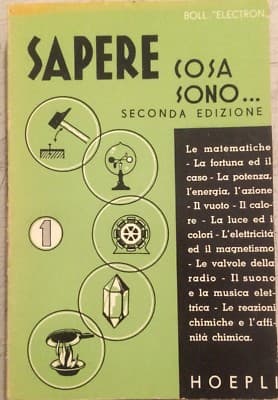 BOLL. "ELECTRON.
SAPERE COSA
SONO...
SECONDA EDIZIONE
Le matematiche
- La fortuna ed il
caso - La potenza,
l'energia, l'azione
- Il vuoto - Il calo-
re - La luce ed i
colori - L'elettricità
ed il magnetismo
- Le valvole della
radio - Il suono
e la musica elet-
trica - Le reazioni
chimiche e l'affi-
nità chimica.
1
HOEPLI